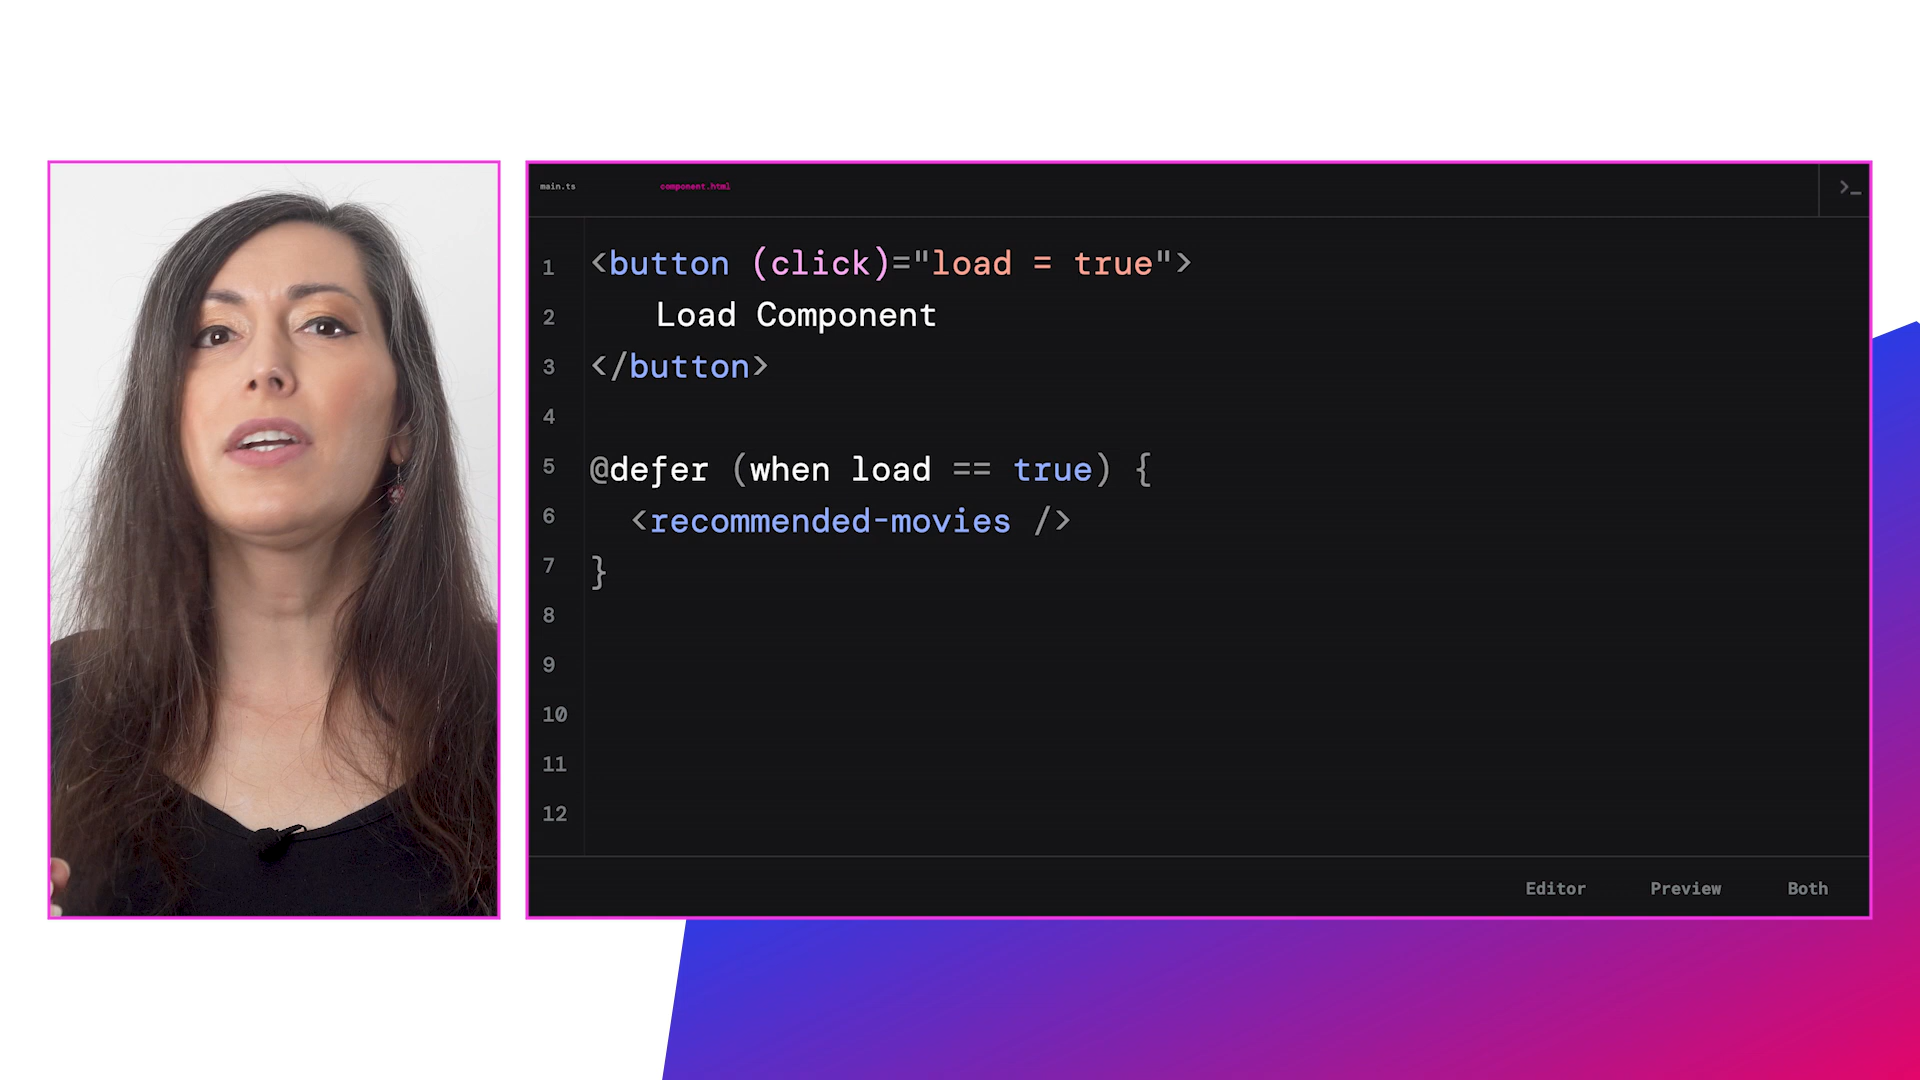 main.ts component.html >_
1 <button (click)="load = true">
2 Load Component
3 </button>
4
5 @defer (when load == true) {
6 <recommended-movies />
7 }
8
9
10
11
12
Editor Preview Both